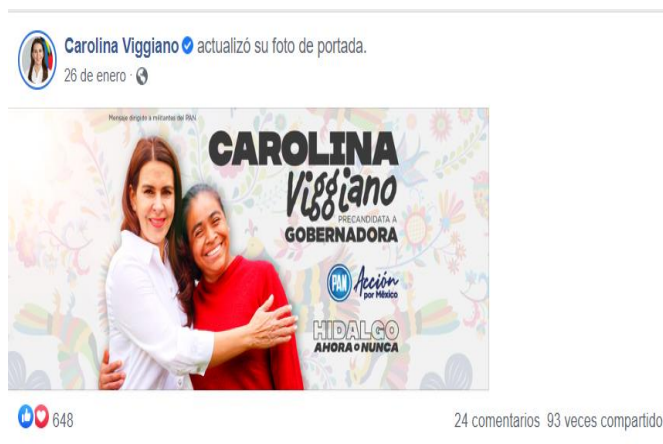 Carolina Viggiano actualizó su foto de portada.
26 de enero ·
Mensaje dirigido a militantes del PAN
CAROLINA
Viggiano
PRECANDIDATA A
GOBERNADORA
PAN Acción
por México
HIDALGO
AHORA O NUNCA
648 24 comentarios 93 veces compartido